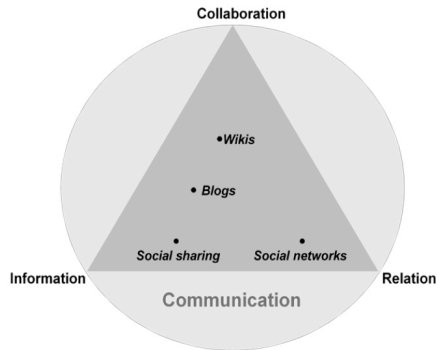 Collaboration
Wikis
Blogs
Social sharing
Social networks
Information
Relation
Communication